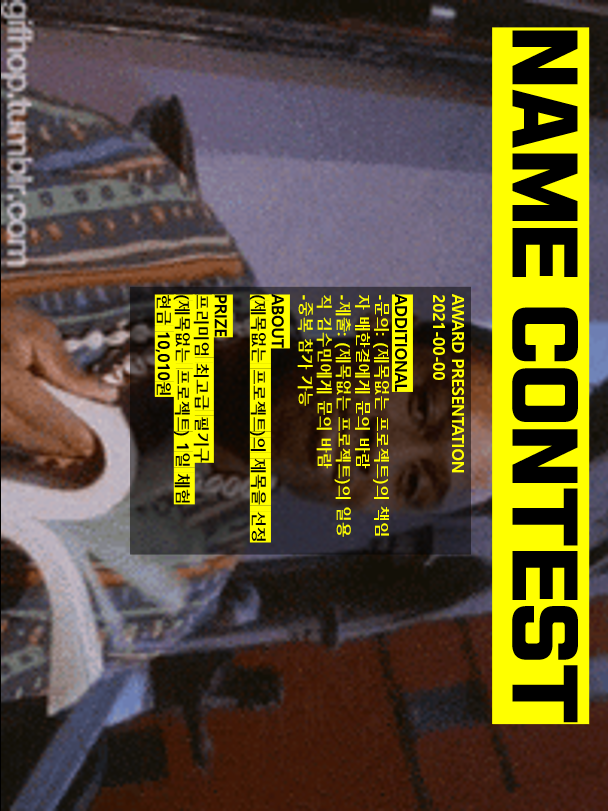 NAME CONTEST
AWARD PRESENTATION
2021-00-00
ADDITIONAL
-문의: (제목없는 프로젝트)의 책임
자 배한결에게 문의 바람
-제출: (제목없는 프로젝트)의 일용
직 김수민에게 문의 바람
-중복 참가 가능
ABOUT
(제목없는 프로젝트)의 제목을 선정
PRIZE
프리미엄 최고급 필기구
(제목없는 프로젝트) 1일 체험
현금 10,010원
gifhop.tumblr.com